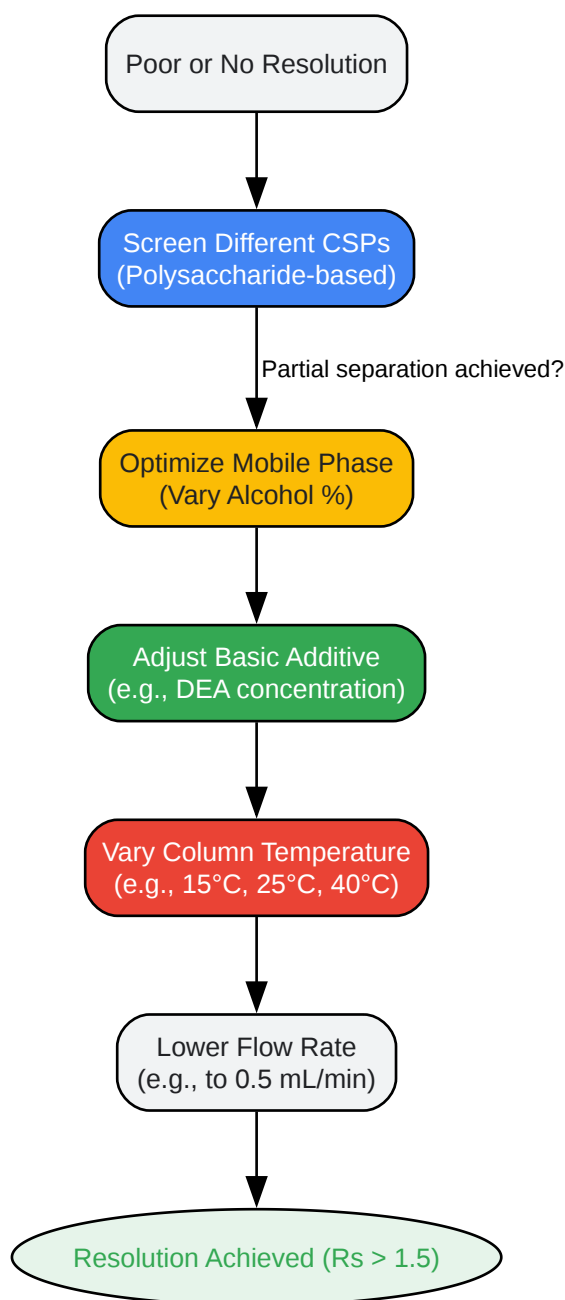 Poor or No Resolution
Screen Different CSPs
(Polysaccharide-based)
Partial separation achieved?
Optimize Mobile Phase
(Vary Alcohol %)
Adjust Basic Additive
(e.g., DEA concentration)
Vary Column Temperature
(e.g., 15°C, 25°C, 40°C)
Lower Flow Rate
(e.g., to 0.5 mL/min)
Resolution Achieved (Rs > 1.5)